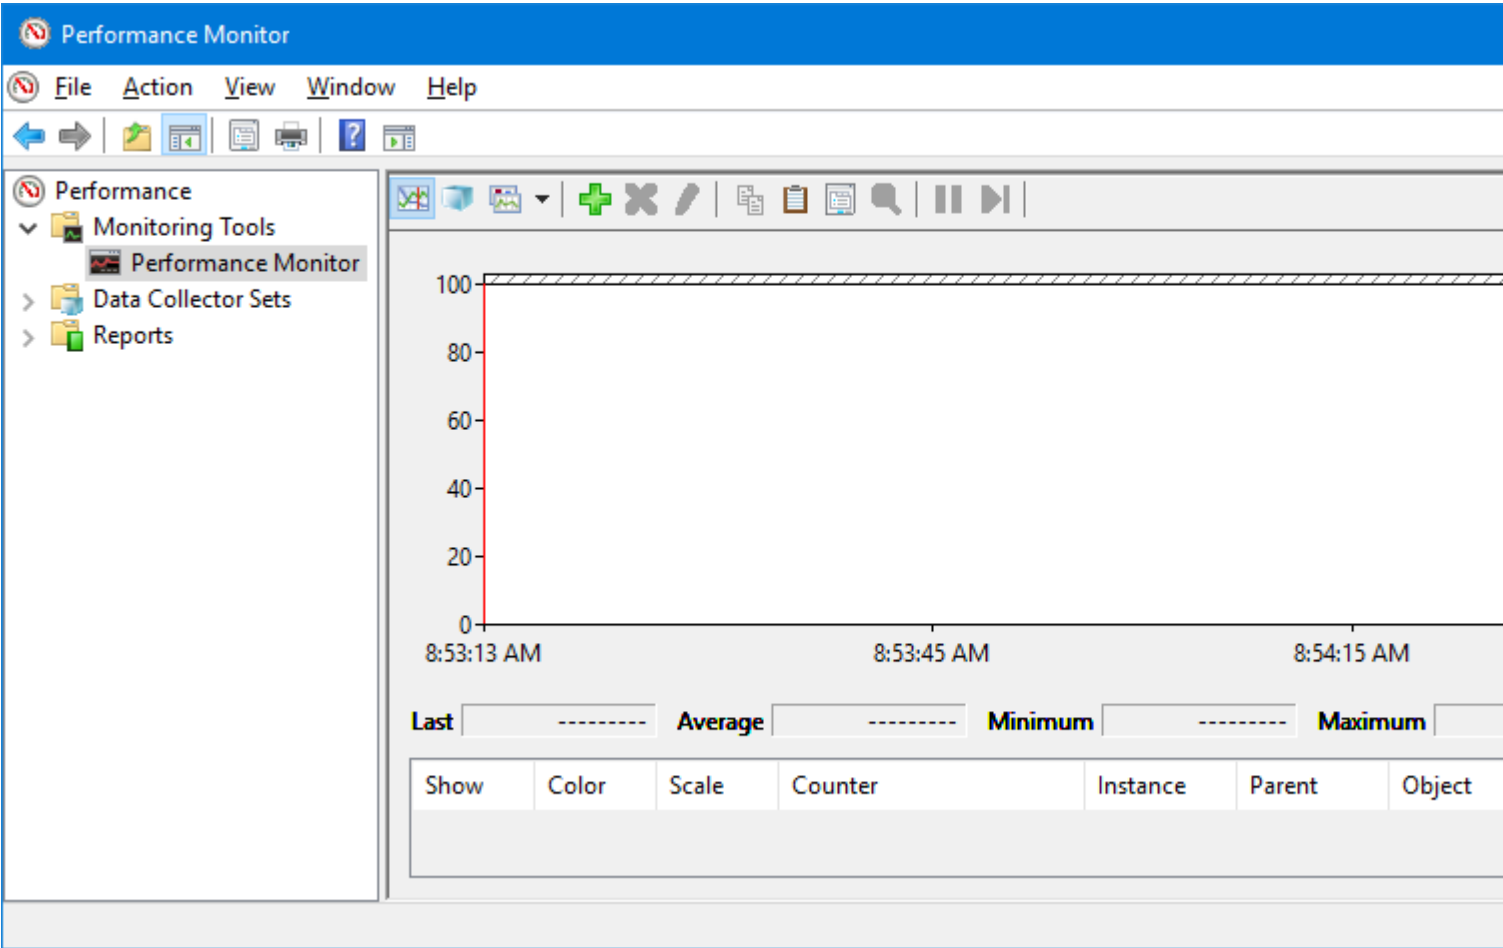 Performance Monitor
File Action View Window Help
Performance
Monitoring Tools
Performance Monitor
Data Collector Sets
Reports
100
80
60
40
20
0
8:53:13 AM 8:53:45 AM 8:54:15 AM
Last --------- Average --------- Minimum --------- Maximum
Show Color Scale Counter Instance Parent Object